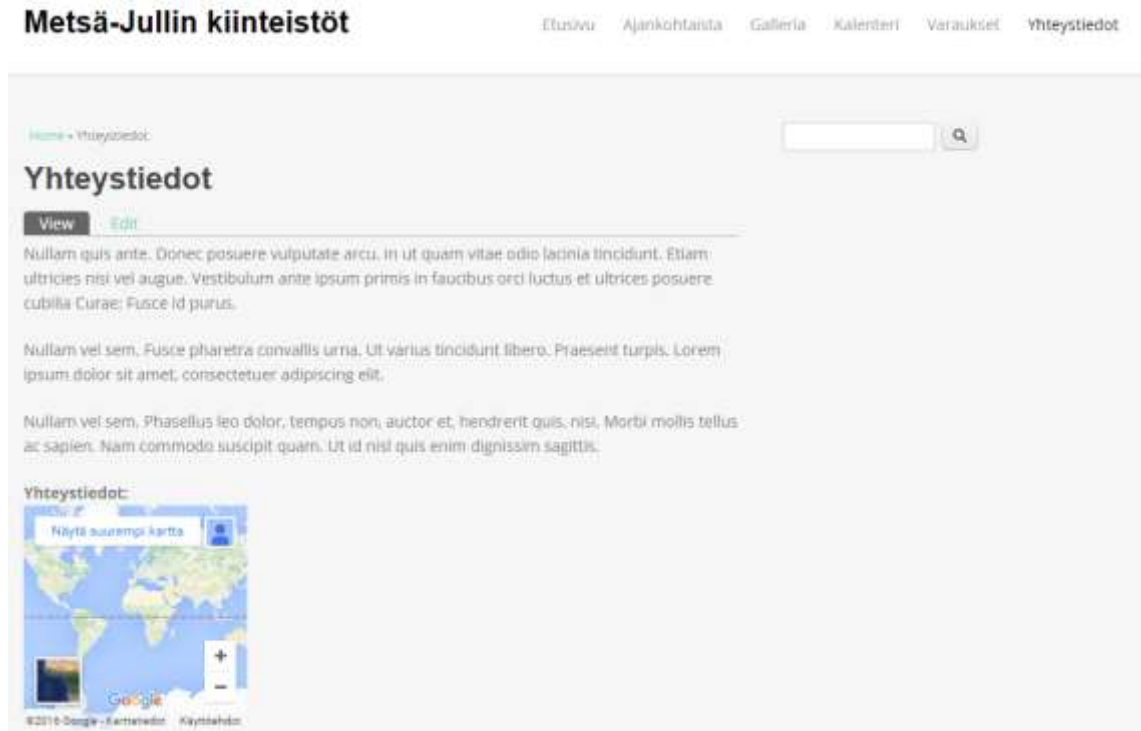 Metsä-Jullin kiinteistöt
Etusivu Ajankohtaista Galleria Kalenteri Varaukset Yhteystiedot
Home » Yhteystiedot
Yhteystiedot
View Edit
Nullam quis ante. Donec posuere vulputate arcu. in ut quam vitae odio lacinia tincidunt. Etiam
ultricies nisi vel augue. Vestibulum ante ipsum primis in faucibus orci luctus et ultrices posuere
cubilia Curae; Fusce id purus.
Nullam vel sem. Fusce pharetra convallis urna. Ut varius tincidunt libero. Praesent turpis. Lorem
ipsum dolor sit amet, consectetuer adipiscing elit.
Nullam vel sem. Phasellus leo dolor, tempus non, auctor et, hendrerit quis, nisi. Morbi mollis tellus
ac sapien. Nam commodo suscipit quam. Ut id nisl quis enim dignissim sagittis.
Yhteystiedot:
Näytä suurempi kartta
+
−
Google
©2016 Google - Karttatiedot Käyttöehdot